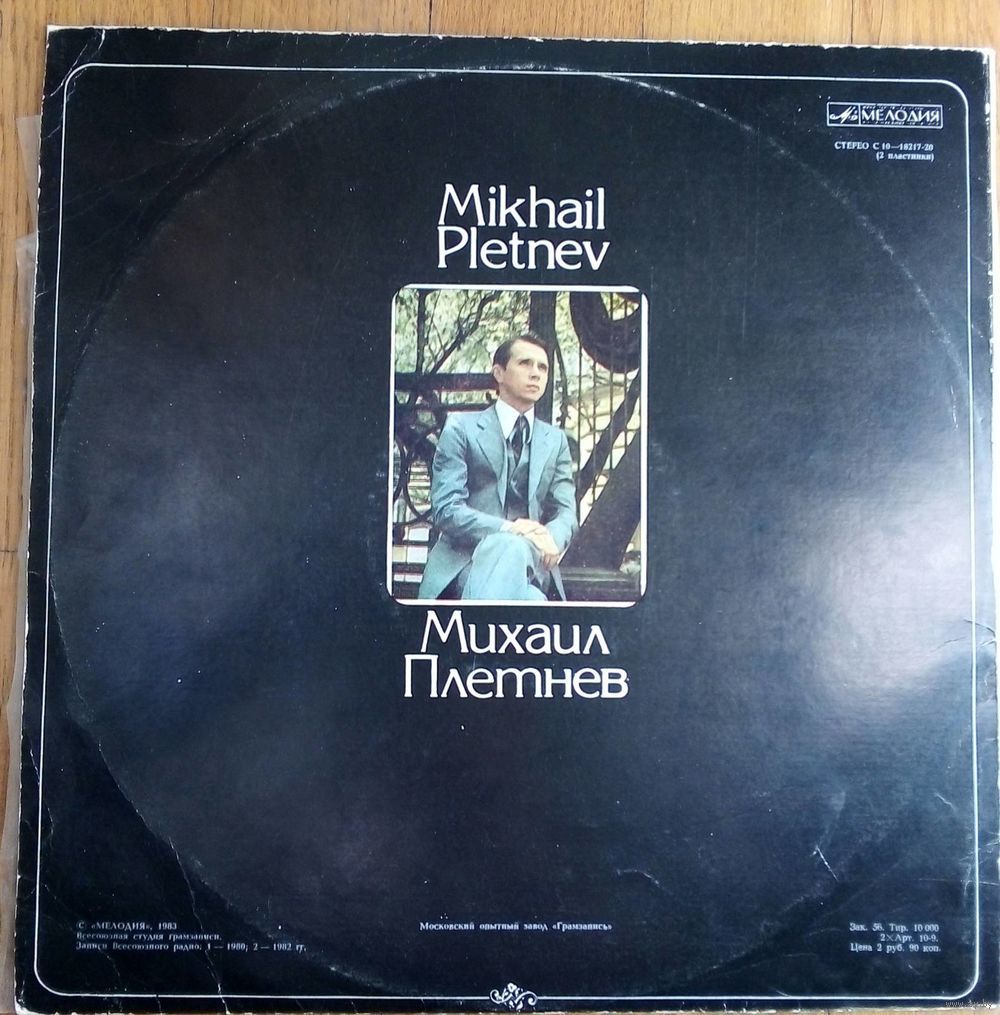 МЕЛОДИЯ
СТЕРЕО С 10—18217-20
(2 пластинки)
Mikhail
Pletnev
Михаил
Плетнев
© «МЕЛОДИЯ», 1983
Всесоюзная студия грамзаписи.
Записи Всесоюзного радио: 1 — 1980; 2 — 1982 гг.
Московский опытный завод «Грамзапись»
Зак. 56. Тир. 10 000
2×Арт. 10-9.
Цена 2 руб. 90 коп.